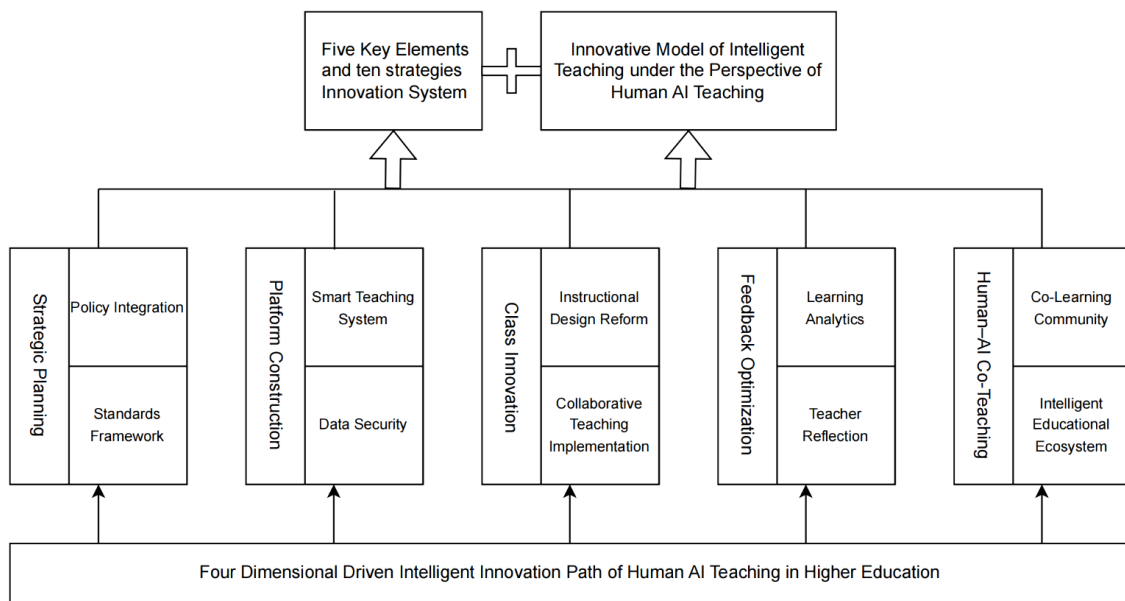 Five Key Elements
and ten strategies
Innovation System
Innovative Model of Intelligent
Teaching under the Perspective of
Human AI Teaching
Strategic Planning
Policy Integration
Standards
Framework
Platform Construction
Smart Teaching
System
Data Security
Class Innovation
Instructional
Design Reform
Collaborative
Teaching
Implementation
Feedback Optimization
Learning
Analytics
Teacher
Reflection
Human–AI Co-Teaching
Co-Learning
Community
Intelligent
Educational
Ecosystem
Four Dimensional Driven Intelligent Innovation Path of Human AI Teaching in Higher Education